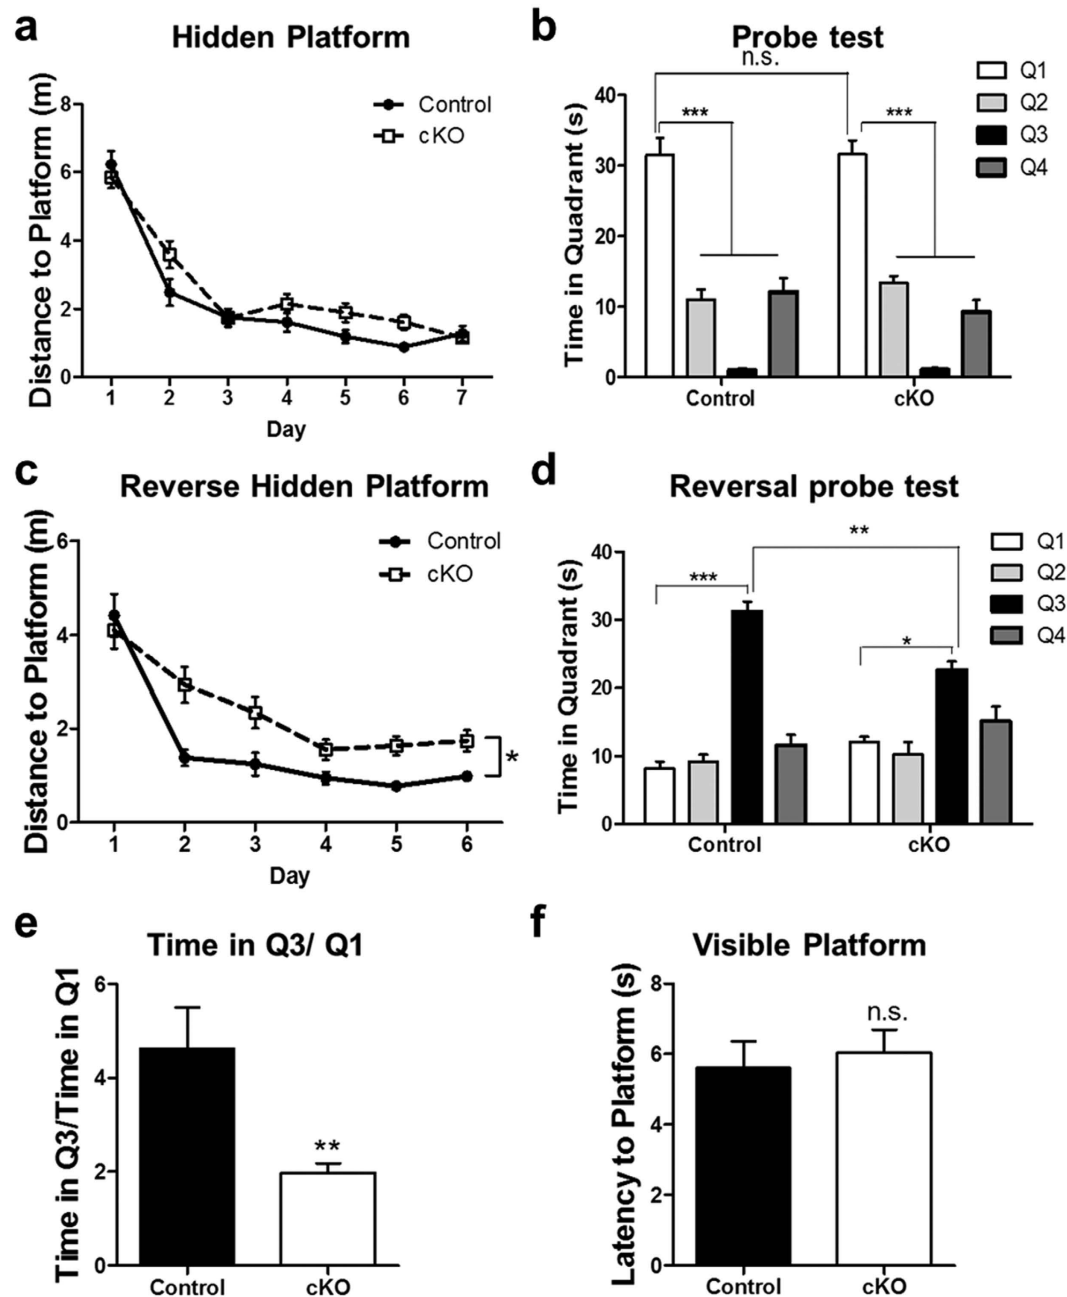 a
Hidden Platform
Distance to Platform (m)
8
6
4
2
0
Control
cKO
1 2 3 4 5 6 7
Day
b
Probe test
n.s.
*** ***
Time in Quadrant (s)
40
30
20
10
0
Q1
Q2
Q3
Q4
Control cKO
c
Reverse Hidden Platform
Distance to Platform (m)
6
4
2
0
Control
cKO
*
1 2 3 4 5 6
Day
d
Reversal probe test
**
***
*
Time in Quadrant (s)
40
30
20
10
0
Q1
Q2
Q3
Q4
Control cKO
e
Time in Q3/ Q1
Time in Q3/Time in Q1
6
4
2
0
**
Control cKO
f
Visible Platform
Latency to Platform (s)
8
6
4
2
0
n.s.
Control cKO